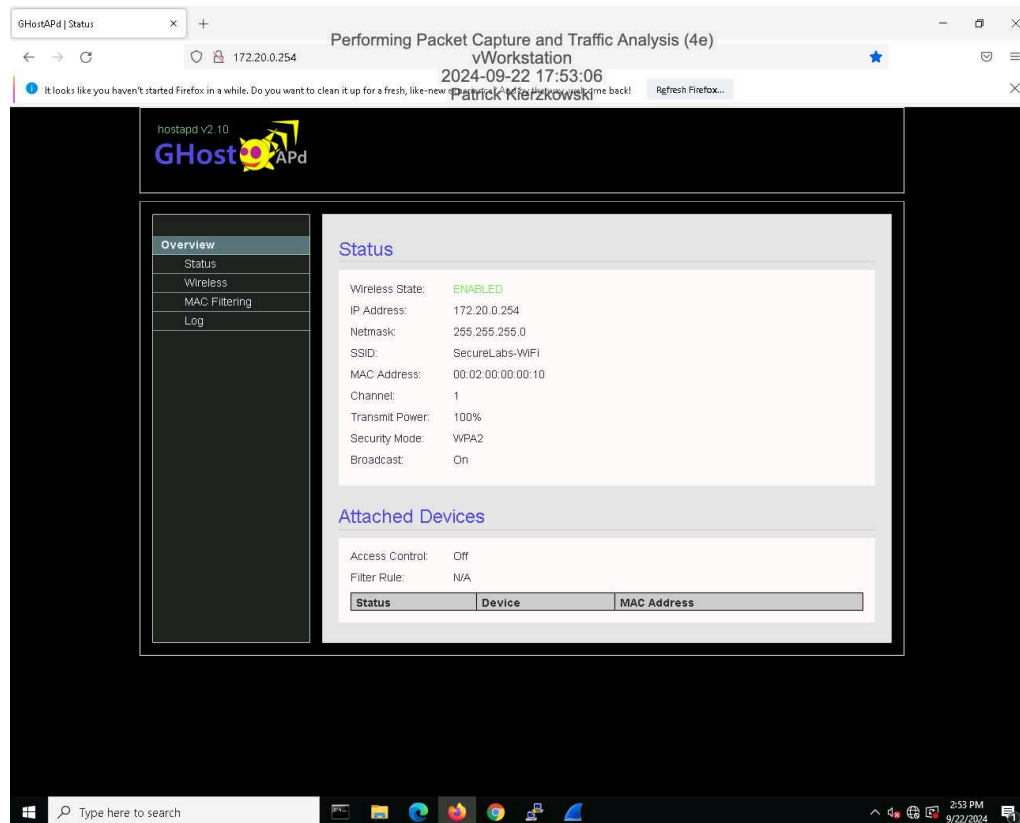 GHostAPd | Status
Performing Packet Capture and Traffic Analysis (4e)
vWorkstation
2024-09-22 17:53:06
Patrick Kierzkowski
172.20.0.254
It looks like you haven't started Firefox in a while. Do you want to clean it up for a fresh, like-new me back! Refresh Firefox...
hostapd v2.10
GHost APd
Overview
Status
Wireless
MAC Filtering
Log
Status
Wireless State: ENABLED
IP Address: 172.20.0.254
Netmask: 255.255.255.0
SSID: SecureLabs-WiFi
MAC Address: 00:02:00:00:00:10
Channel: 1
Transmit Power: 100%
Security Mode: WPA2
Broadcast: On
Attached Devices
Access Control: Off
Filter Rule: N/A
Status Device MAC Address
Type here to search
2:53 PM
9/22/2024